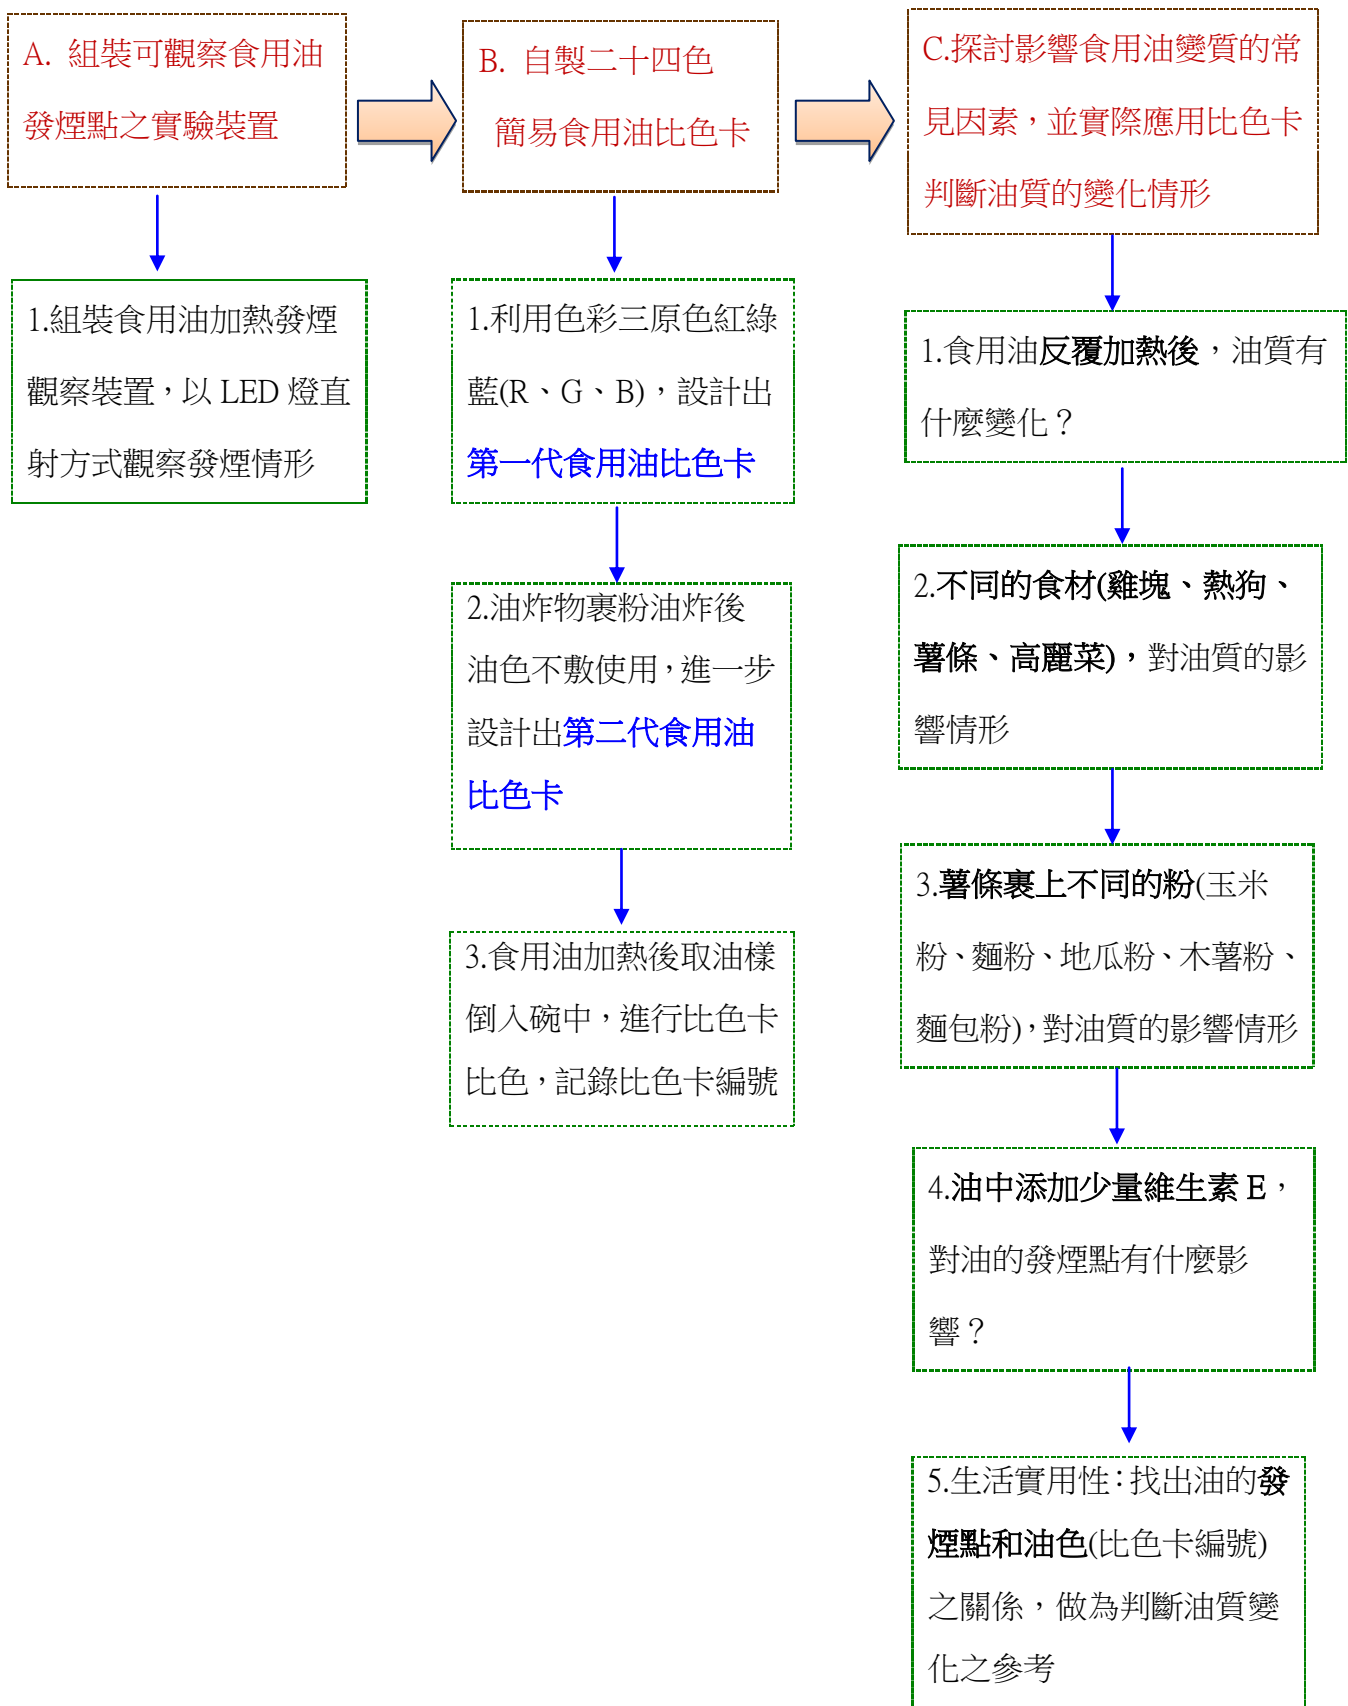 A. 組裝可觀察食用油
發煙點之實驗裝置
B. 自製二十四色
簡易食用油比色卡
C.探討影響食用油變質的常
見因素，並實際應用比色卡
判斷油質的變化情形
1.組裝食用油加熱發煙
觀察裝置，以 LED 燈直
射方式觀察發煙情形
1.利用色彩三原色紅綠
藍(R、G、B)，設計出
第一代食用油比色卡
2.油炸物裹粉油炸後
油色不敷使用，進一步
設計出第二代食用油
比色卡
3.食用油加熱後取油樣
倒入碗中，進行比色卡
比色，記錄比色卡編號
1.食用油反覆加熱後，油質有
什麼變化？
2.不同的食材(雞塊、熱狗、
薯條、高麗菜)，對油質的影
響情形
3.薯條裹上不同的粉(玉米
粉、麵粉、地瓜粉、木薯粉、
麵包粉)，對油質的影響情形
4.油中添加少量維生素 E，
對油的發煙點有什麼影
響？
5.生活實用性：找出油的發
煙點和油色(比色卡編號)
之關係，做為判斷油質變
化之參考